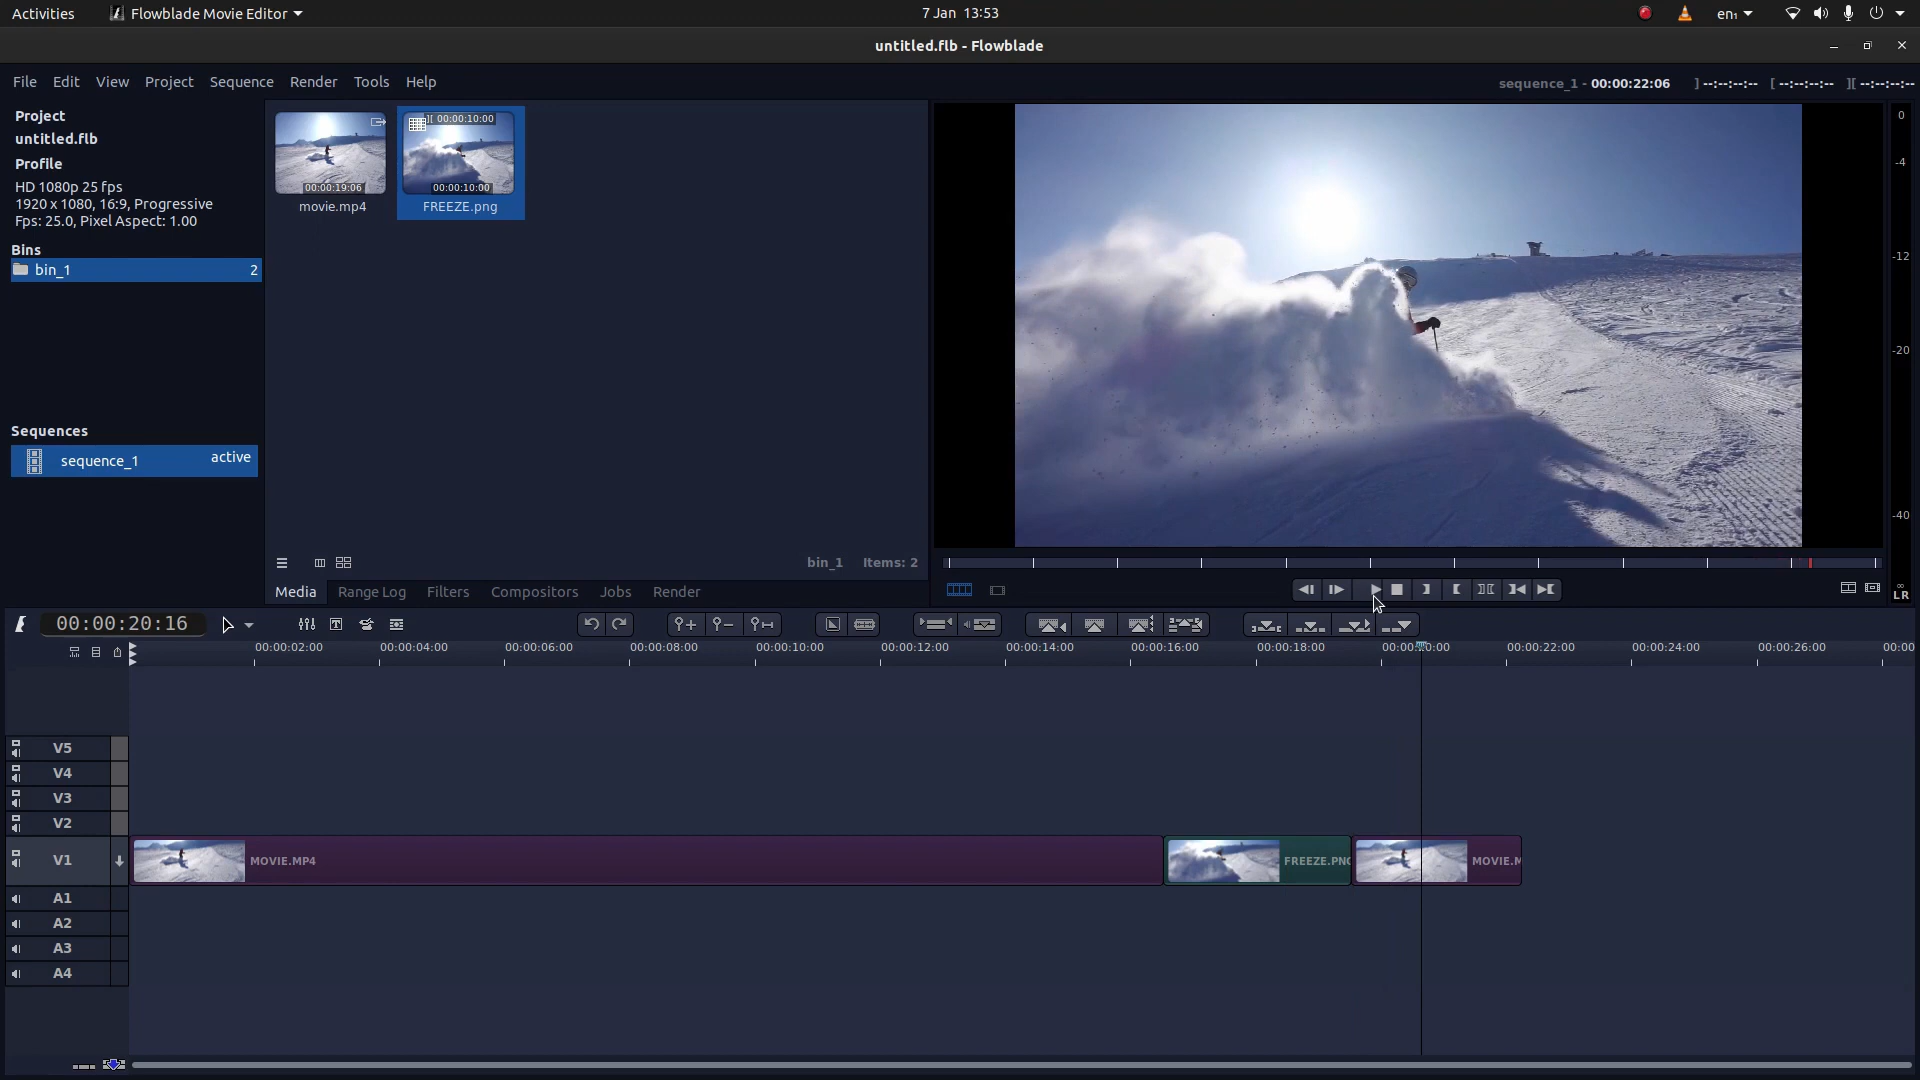 Activities Flowblade Movie Editor 7 Jan 13:53 en₁
untitled.flb - Flowblade
File Edit View Project Sequence Render Tools Help sequence_1 - 00:00:22:06 ] --:--:--:-- [ --:--:--:-- ][ --:--:--:--
Project
untitled.flb
Profile
HD 1080p 25 fps
1920 x 1080, 16:9, Progressive
Fps: 25.0, Pixel Aspect: 1.00
Bins
bin_1 2
Sequences
sequence_1 active
][ 00:00:10:00
00:00:19:06 00:00:10:00
movie.mp4 FREEZE.png
bin_1 Items: 2
Media Range Log Filters Compositors Jobs Render
0
-4
-12
-20
-40
∞
LR
00:00:20:16
00:00:02:00 00:00:04:00 00:00:06:00 00:00:08:00 00:00:10:00 00:00:12:00 00:00:14:00 00:00:16:00 00:00:18:00 00:00:20:00 00:00:22:00 00:00:24:00 00:00:26:00 00:00
V5
V4
V3
V2
V1 MOVIE.MP4 FREEZE.PNG MOVIE.M
A1
A2
A3
A4